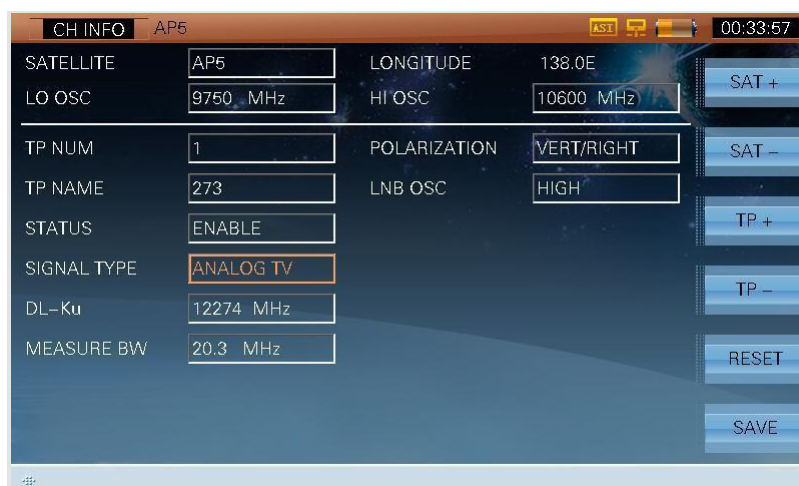 CH INFO AP5 ASI 00:33:57
SATELLITE AP5 LONGITUDE 138.0E
LO OSC 9750 MHz HI OSC 10600 MHz
TP NUM 1 POLARIZATION VERT/RIGHT
TP NAME 273 LNB OSC HIGH
STATUS ENABLE
SIGNAL TYPE ANALOG TV
DL-Ku 12274 MHz
MEASURE BW 20.3 MHz
SAT +
SAT -
TP +
TP -
RESET
SAVE